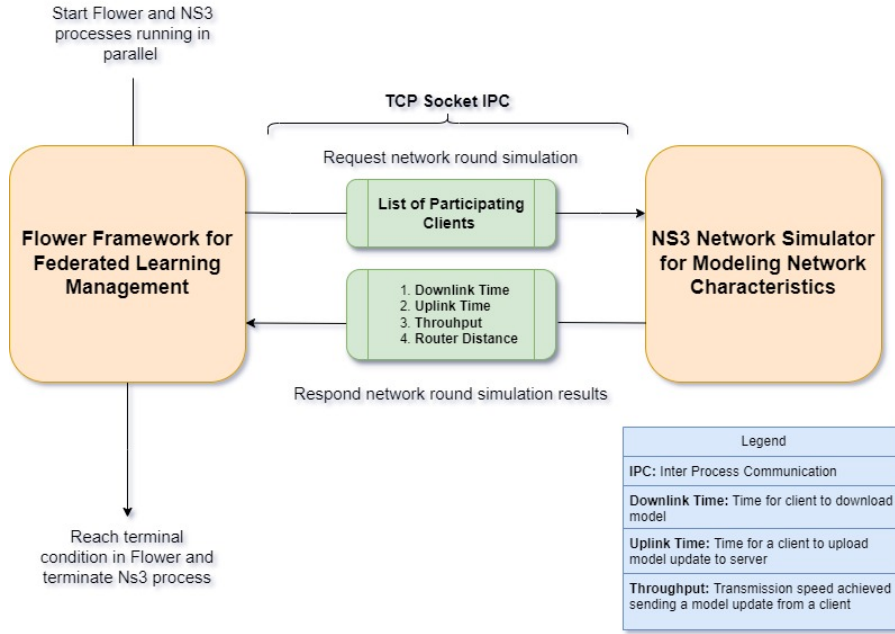 Start Flower and NS3
processes running in
parallel
TCP Socket IPC
Request network round simulation
List of Participating
Clients
Flower Framework for
Federated Learning
Management
NS3 Network Simulator
for Modeling Network
Characteristics
1. Downlink Time
2. Uplink Time
3. Throuhput
4. Router Distance
Respond network round simulation results
Reach terminal
condition in Flower and
terminate Ns3 process
Legend
IPC: Inter Process Communication
Downlink Time: Time for client to download
model
Uplink Time: Time for a client to upload
model update to server
Throughput: Transmission speed achieved
sending a model update from a client